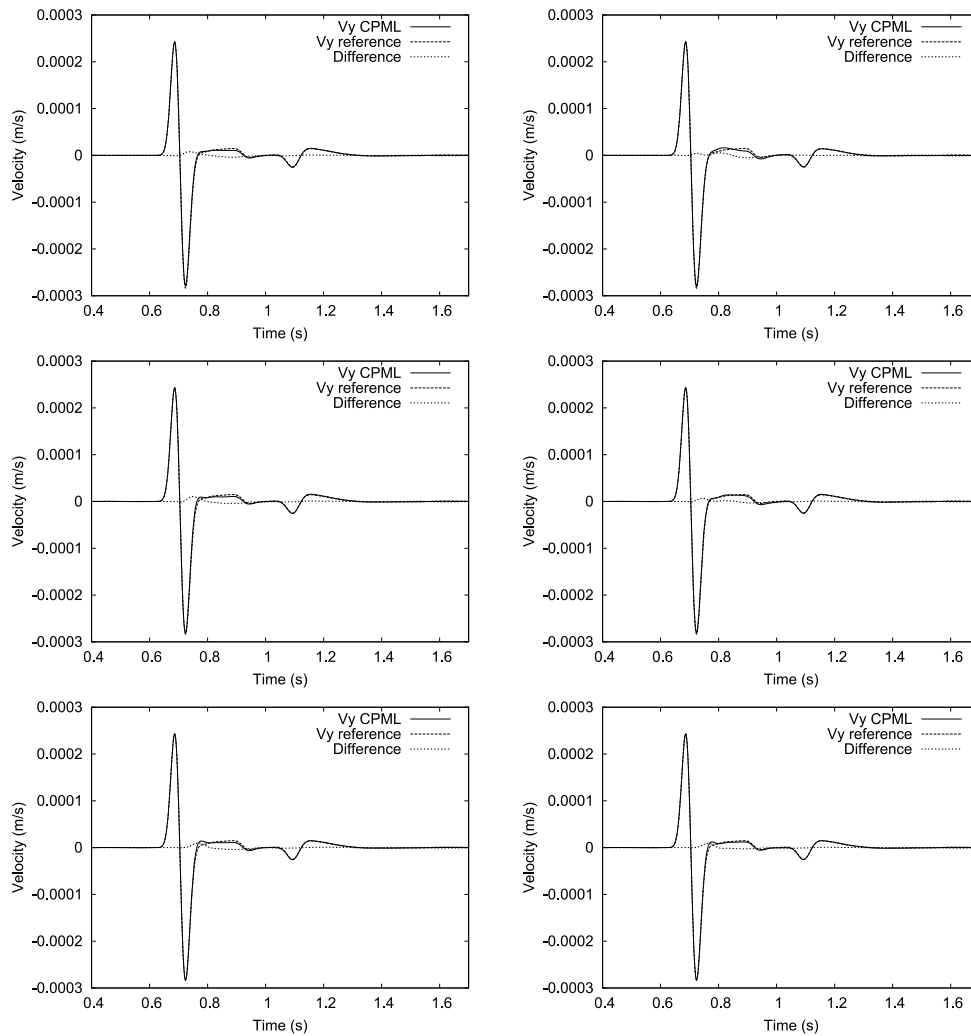 Vy CPML
Vy reference
Difference
0.0003
0.0002
0.0001
0
-0.0001
-0.0002
-0.0003
Velocity (m/s)
0.4 0.6 0.8 1 1.2 1.4 1.6
Time (s)
Vy CPML
Vy reference
Difference
0.0003
0.0002
0.0001
0
-0.0001
-0.0002
-0.0003
Velocity (m/s)
0.4 0.6 0.8 1 1.2 1.4 1.6
Time (s)
Vy CPML
Vy reference
Difference
0.0003
0.0002
0.0001
0
-0.0001
-0.0002
-0.0003
Velocity (m/s)
0.4 0.6 0.8 1 1.2 1.4 1.6
Time (s)
Vy CPML
Vy reference
Difference
0.0003
0.0002
0.0001
0
-0.0001
-0.0002
-0.0003
Velocity (m/s)
0.4 0.6 0.8 1 1.2 1.4 1.6
Time (s)
Vy CPML
Vy reference
Difference
0.0003
0.0002
0.0001
0
-0.0001
-0.0002
-0.0003
Velocity (m/s)
0.4 0.6 0.8 1 1.2 1.4 1.6
Time (s)
Vy CPML
Vy reference
Difference
0.0003
0.0002
0.0001
0
-0.0001
-0.0002
-0.0003
Velocity (m/s)
0.4 0.6 0.8 1 1.2 1.4 1.6
Time (s)